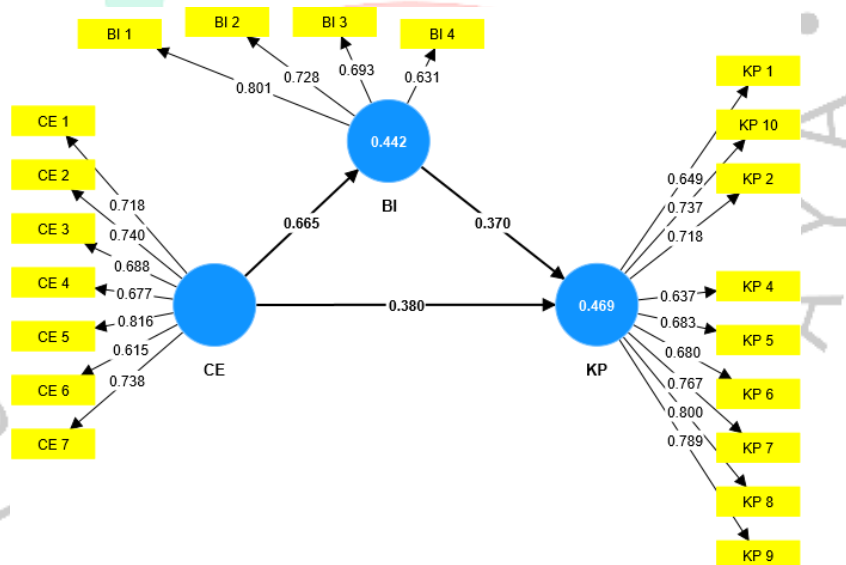 BI 1
BI 2
BI 3
BI 4
0.801
0.728
0.693
0.631
0.442
BI
CE 1
CE 2
CE 3
CE 4
CE 5
CE 6
CE 7
0.718
0.740
0.688
0.677
0.816
0.615
0.738
CE
0.665
0.370
0.380
0.469
KP
0.649
0.737
0.718
0.637
0.683
0.680
0.767
0.800
0.789
KP 1
KP 10
KP 2
KP 4
KP 5
KP 6
KP 7
KP 8
KP 9